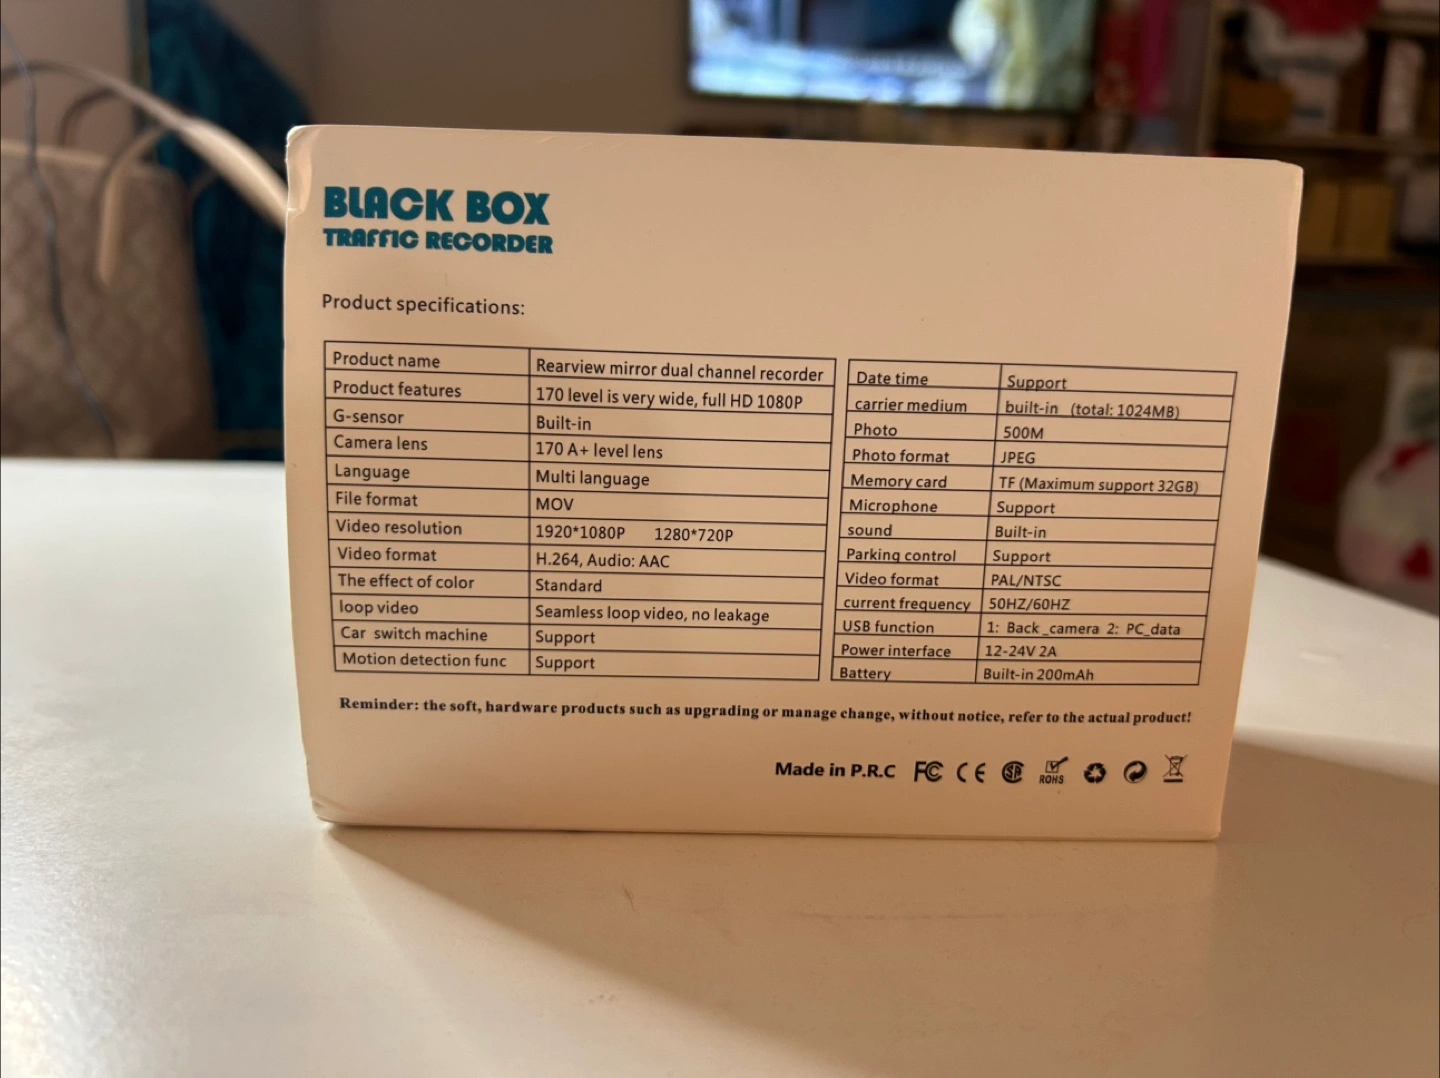 BLACK BOX
TRAFFIC RECORDER
Product specifications:
Product name Rearview mirror dual channel recorder
Product features 170 level is very wide, full HD 1080P
G-sensor Built-in
Camera lens 170 A+ level lens
Language Multi language
File format MOV
Video resolution 1920*1080P 1280*720P
Video format H.264, Audio: AAC
The effect of color Standard
loop video Seamless loop video, no leakage
Car switch machine Support
Motion detection func Support
Date time Support
carrier medium built-in (total: 1024MB)
Photo 500M
Photo format JPEG
Memory card TF (Maximum support 32GB)
Microphone Support
sound Built-in
Parking control Support
Video format PAL/NTSC
current frequency 50HZ/60HZ
USB function 1: Back_camera 2: PC_data
Power interface 12-24V 2A
Battery Built-in 200mAh
Reminder: the soft, hardware products such as upgrading or manage change, without notice, refer to the actual product!
Made in P.R.C FC CE SP ROHS